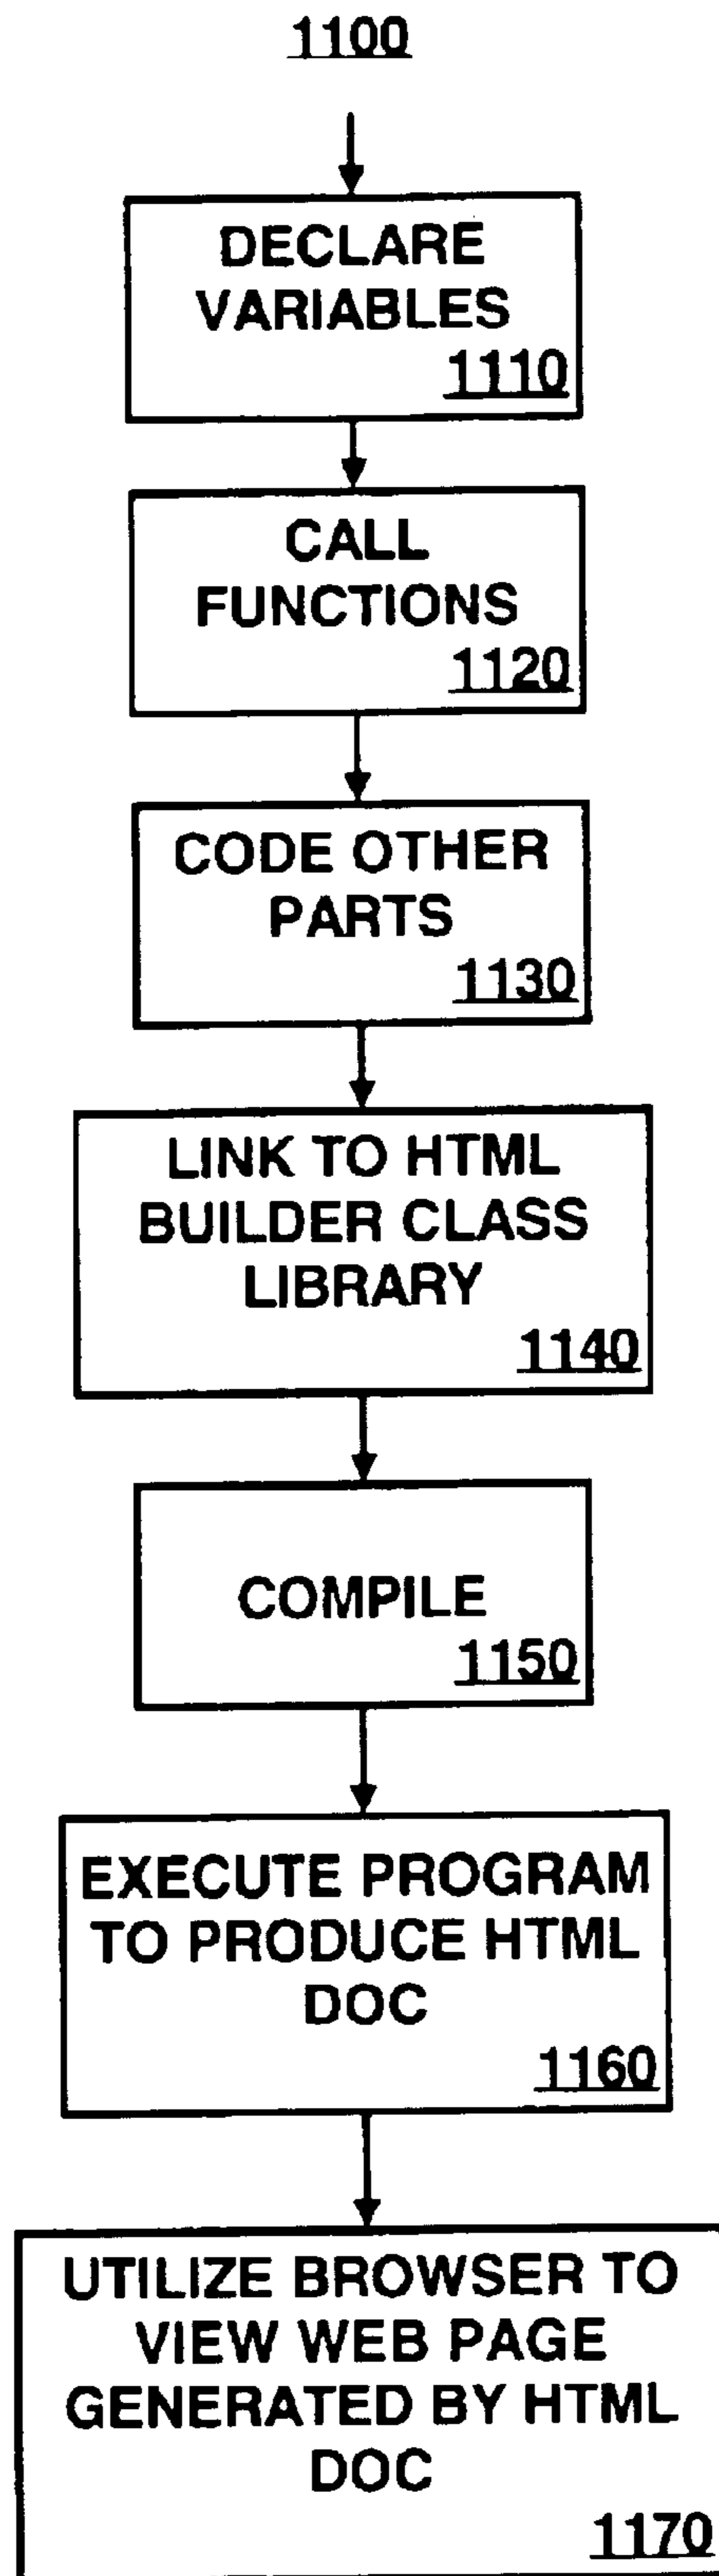 1100
DECLARE
VARIABLES
1110
CALL
FUNCTIONS
1120
CODE OTHER
PARTS
1130
LINK TO HTML
BUILDER CLASS
LIBRARY
1140
COMPILE
1150
EXECUTE PROGRAM
TO PRODUCE HTML
DOC
1160
UTILIZE BROWSER TO
VIEW WEB PAGE
GENERATED BY HTML
DOC
1170